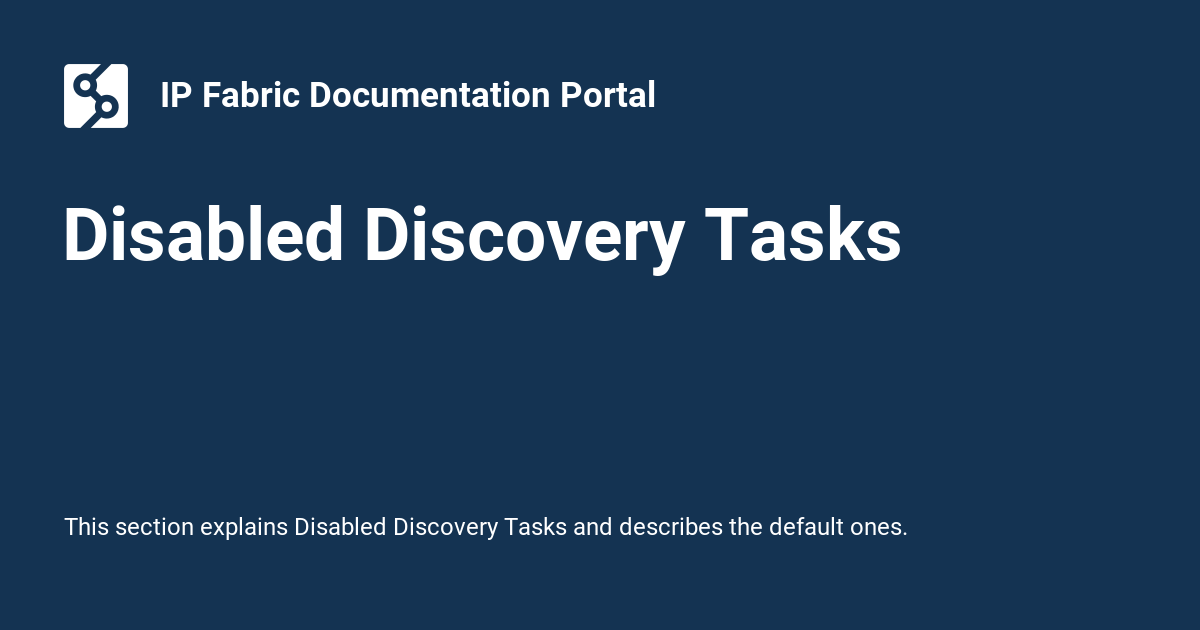 IP Fabric Documentation Portal
Disabled Discovery Tasks
This section explains Disabled Discovery Tasks and describes the default ones.